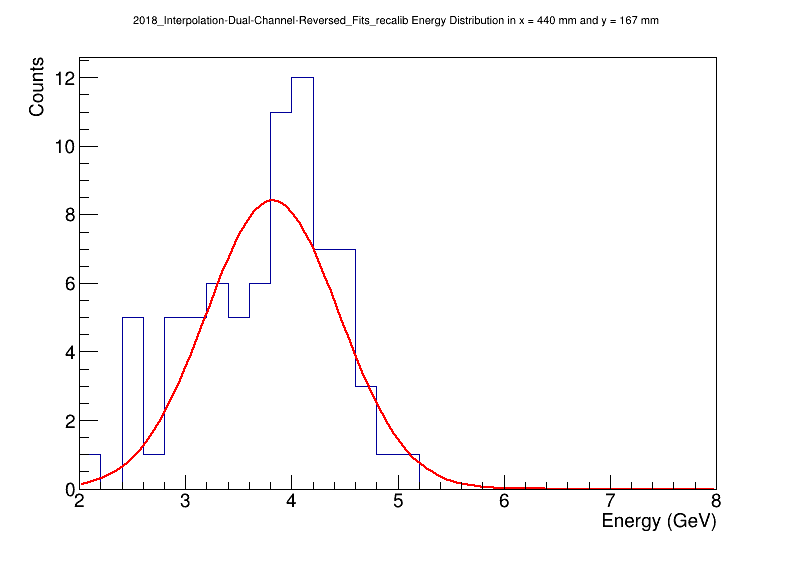 2018_Interpolation-Dual-Channel-Reversed_Fits_recalib Energy Distribution in x = 440 mm and y = 167 mm
Counts
12
10
8
6
4
2
0
2 3 4 5 6 7 8
Energy (GeV)